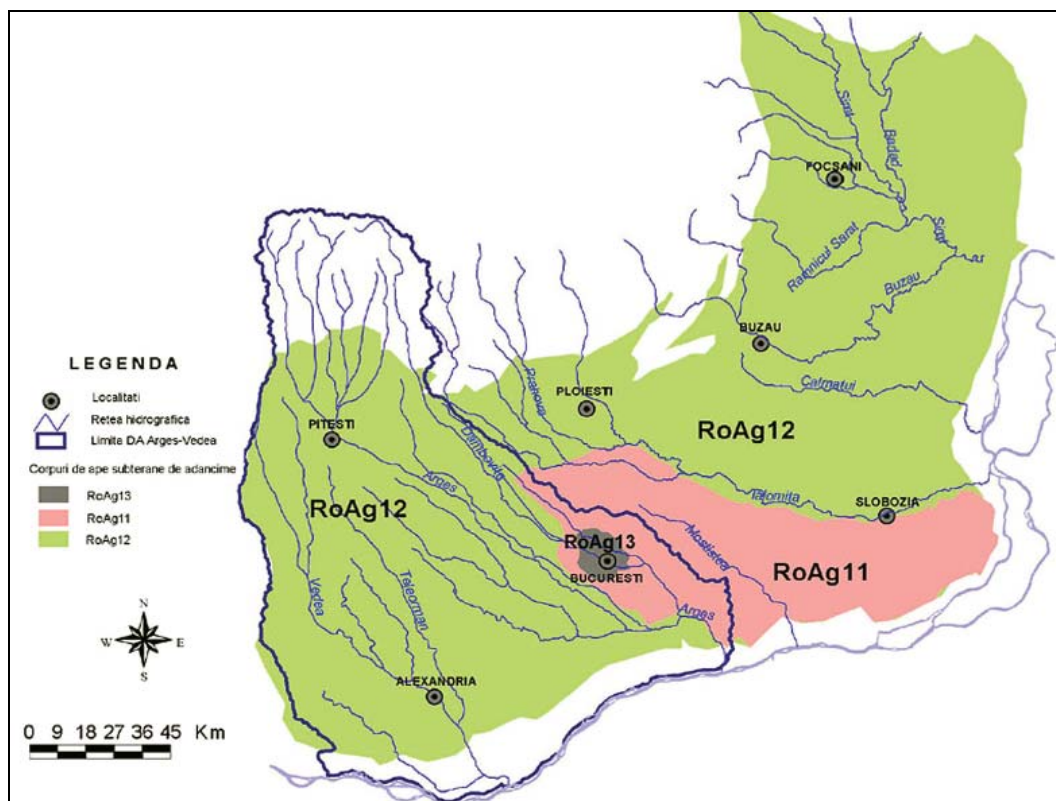 Siret
Barlad
FOCSANI
Ramnicul Sarat
Siret
Buzau
BUZAU
Calmatui
LEGENDA
Localitati
Retea hidrografica
Limita DA Arges-Vedea
Corpuri de ape subterane de adancime
RoAg13
RoAg11
RoAg12
PITESTI
Prahova
PLOIESTI
RoAg12
Dambovita
Arges
Ialomita
SLOBOZIA
RoAg12
RoAg13
BUCURESTI
Mostistea
RoAg11
Vedea
Teleorman
Arges
ALEXANDRIA
N
W E
S
0 9 18 27 36 45 Km